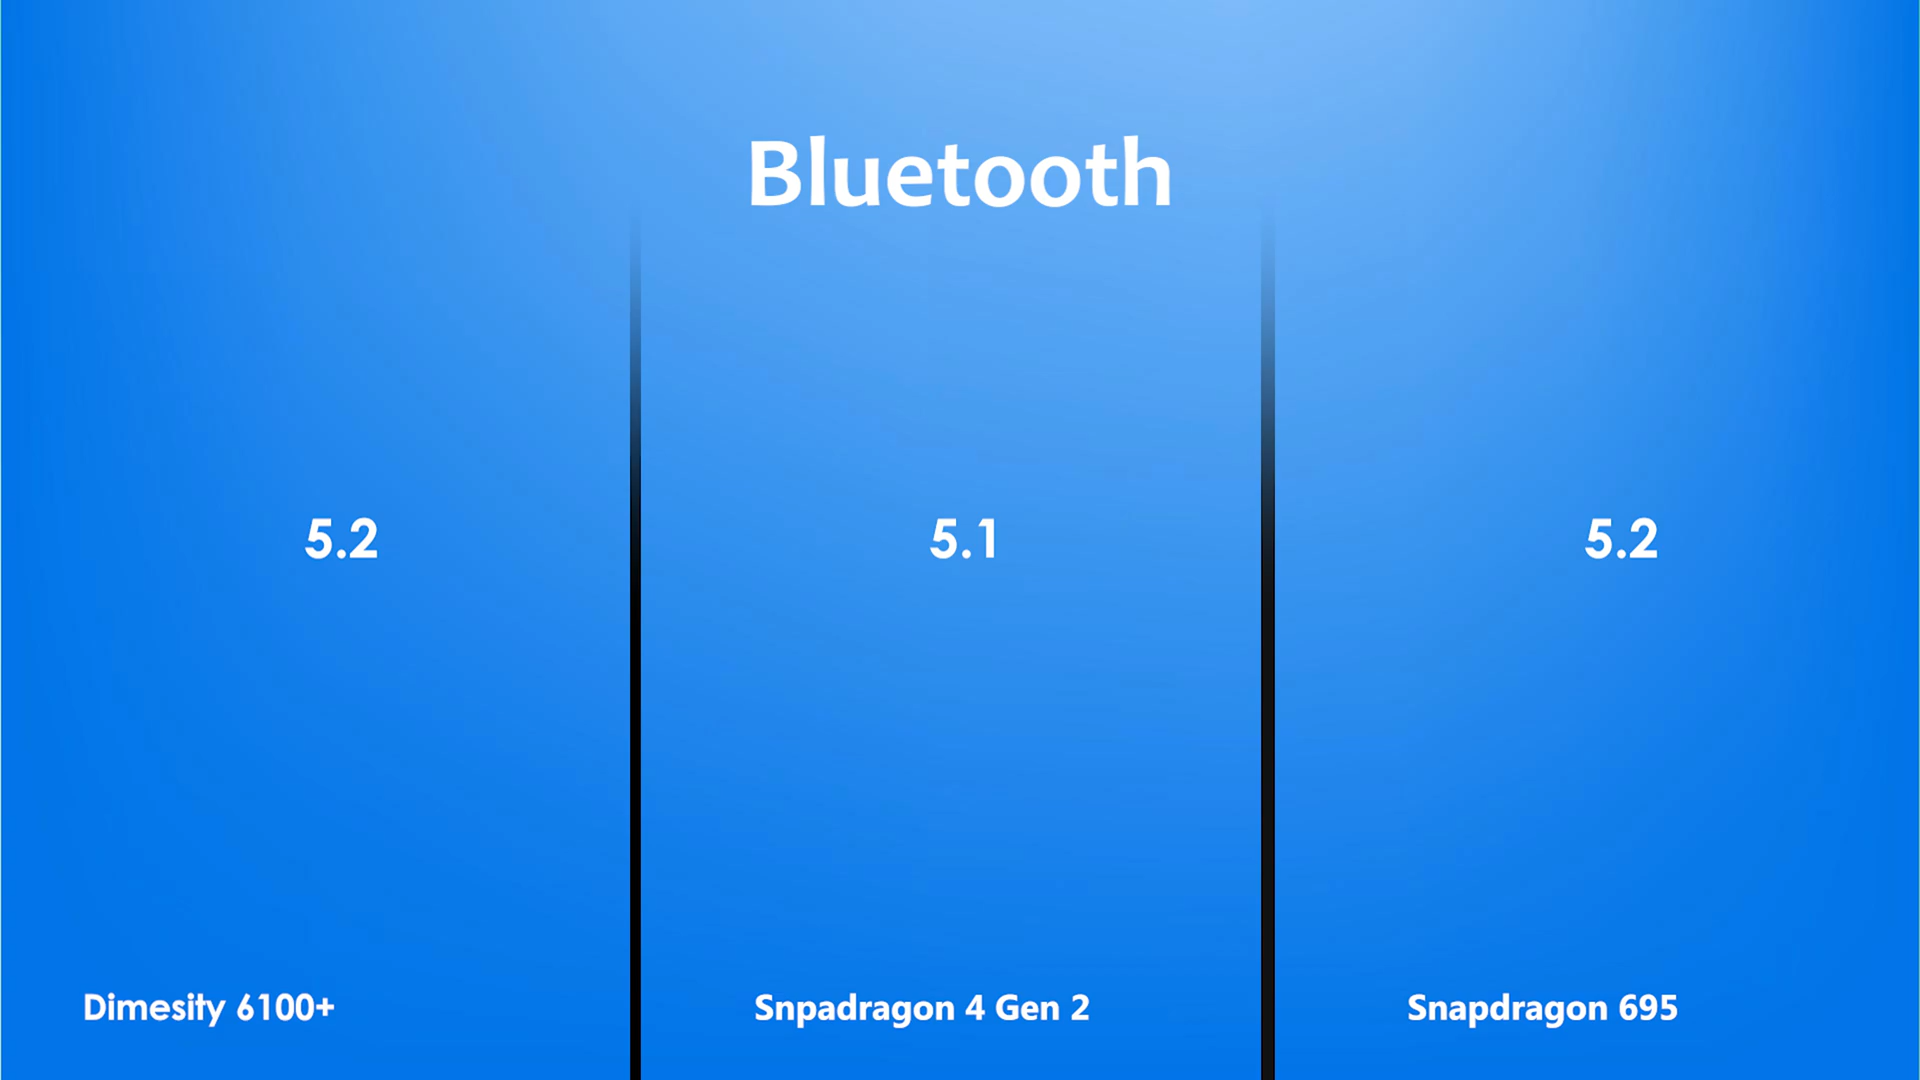 Bluetooth
5.2
5.1
5.2
Dimesity 6100+
Snpadragon 4 Gen 2
Snapdragon 695